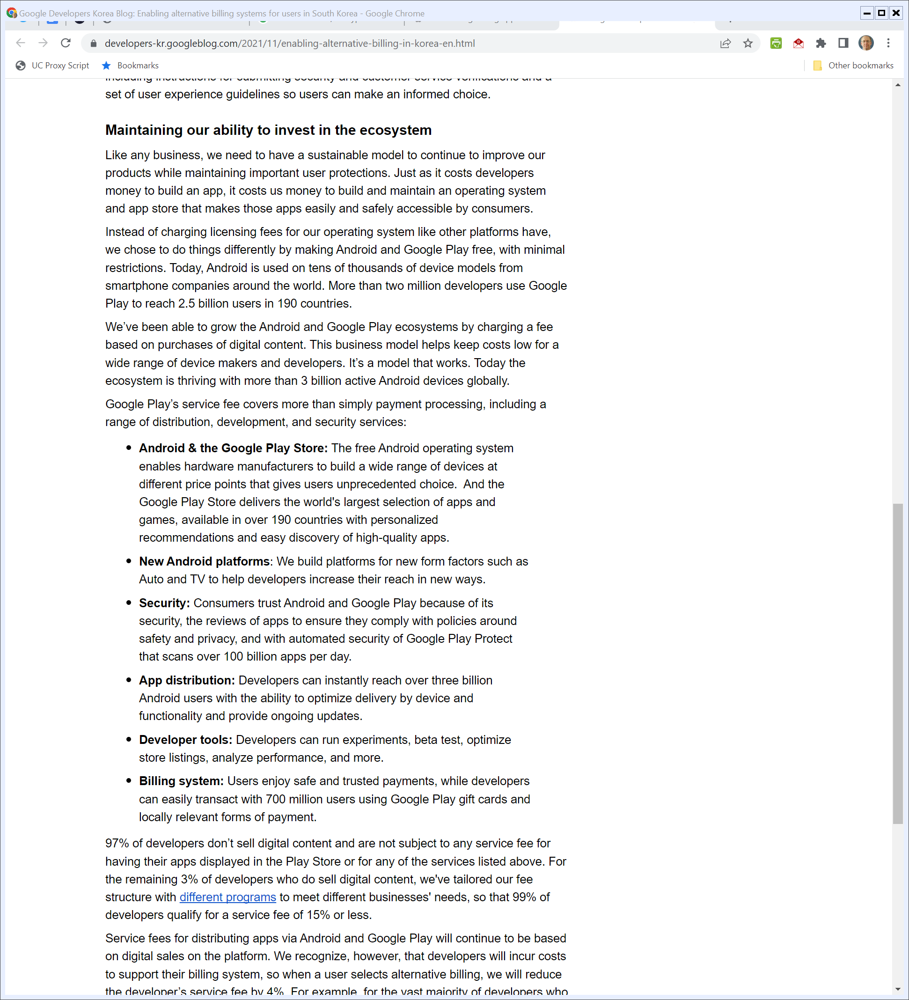 Google Developers Korea Blog: Enabling alternative billing systems for users in South Korea - Google Chrome
developers-kr.googleblog.com/2021/11/enabling-alternative-billing-in-korea-en.html
UC Proxy Script
Bookmarks
Other bookmarks
including instructions for submitting security and customer service verifications and a
set of user experience guidelines so users can make an informed choice.
Maintaining our ability to invest in the ecosystem
Like any business, we need to have a sustainable model to continue to improve our
products while maintaining important user protections. Just as it costs developers
money to build an app, it costs us money to build and maintain an operating system
and app store that makes those apps easily and safely accessible by consumers.
Instead of charging licensing fees for our operating system like other platforms have,
we chose to do things differently by making Android and Google Play free, with minimal
restrictions. Today, Android is used on tens of thousands of device models from
smartphone companies around the world. More than two million developers use Google
Play to reach 2.5 billion users in 190 countries.
We’ve been able to grow the Android and Google Play ecosystems by charging a fee
based on purchases of digital content. This business model helps keep costs low for a
wide range of device makers and developers. It’s a model that works. Today the
ecosystem is thriving with more than 3 billion active Android devices globally.
Google Play’s service fee covers more than simply payment processing, including a
range of distribution, development, and security services:
• Android & the Google Play Store: The free Android operating system
enables hardware manufacturers to build a wide range of devices at
different price points that gives users unprecedented choice.  And the
Google Play Store delivers the world's largest selection of apps and
games, available in over 190 countries with personalized
recommendations and easy discovery of high-quality apps.
• New Android platforms: We build platforms for new form factors such as
Auto and TV to help developers increase their reach in new ways.
• Security: Consumers trust Android and Google Play because of its
security, the reviews of apps to ensure they comply with policies around
safety and privacy, and with automated security of Google Play Protect
that scans over 100 billion apps per day.
• App distribution: Developers can instantly reach over three billion
Android users with the ability to optimize delivery by device and
functionality and provide ongoing updates.
• Developer tools: Developers can run experiments, beta test, optimize
store listings, analyze performance, and more.
• Billing system: Users enjoy safe and trusted payments, while developers
can easily transact with 700 million users using Google Play gift cards and
locally relevant forms of payment.
97% of developers don’t sell digital content and are not subject to any service fee for
having their apps displayed in the Play Store or for any of the services listed above. For
the remaining 3% of developers who do sell digital content, we've tailored our fee
structure with different programs to meet different businesses' needs, so that 99% of
developers qualify for a service fee of 15% or less.
Service fees for distributing apps via Android and Google Play will continue to be based
on digital sales on the platform. We recognize, however, that developers will incur costs
to support their billing system, so when a user selects alternative billing, we will reduce
the developer’s service fee by 4%. For example, for the vast majority of developers who